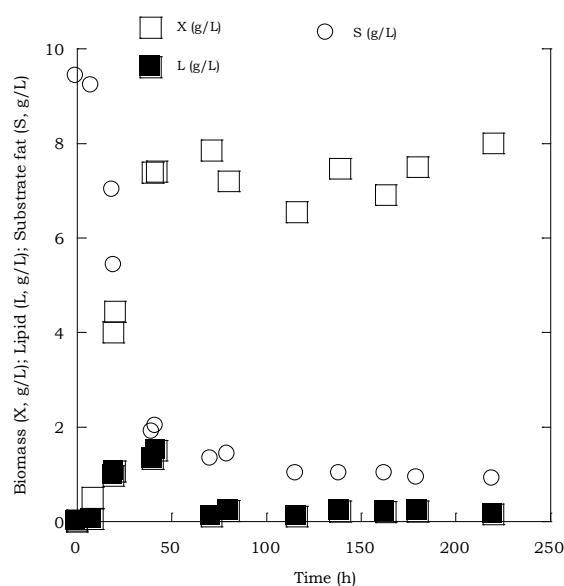 X (g/L)
S (g/L)
L (g/L)
Biomass (X, g/L); Lipid (L, g/L); Substrate fat (S, g/L)
10
8
6
4
2
0
0
50
100
150
200
250
Time (h)